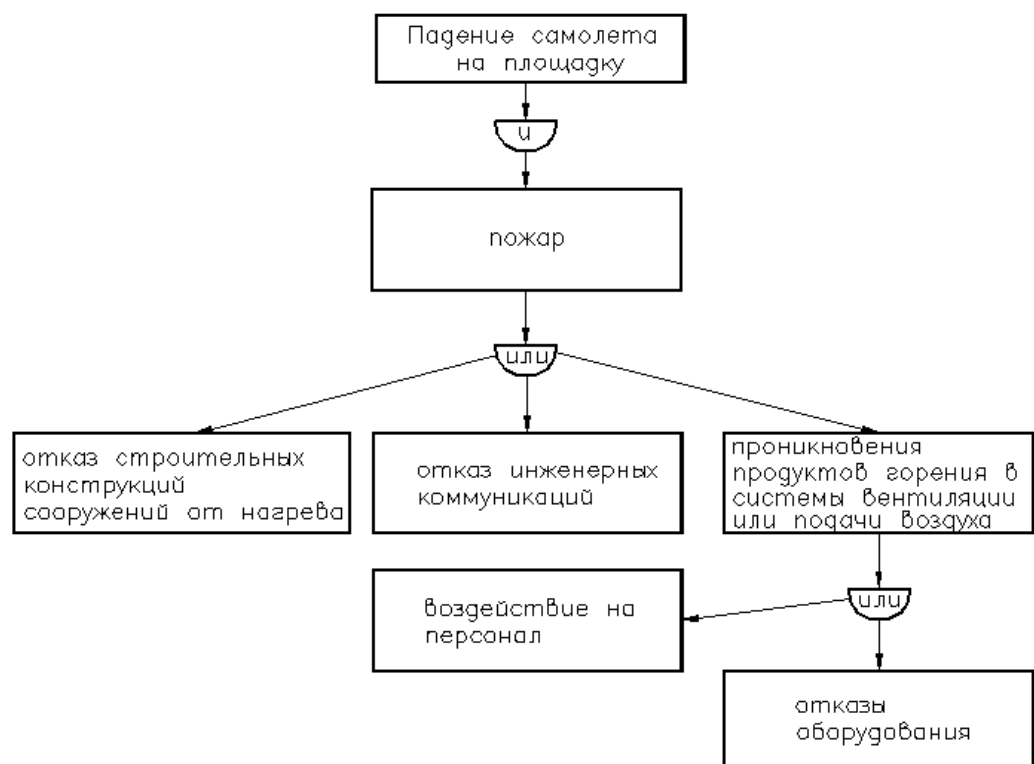 Падение самолета
на площадку
и
пожар
или
отказ строительных
конструкций
сооружений от нагрева
отказ инженерных
коммуникаций
проникновения
продуктов горения в
системы вентиляции
или подачи воздуха
воздействие на
персонал
или
отказы
оборудования